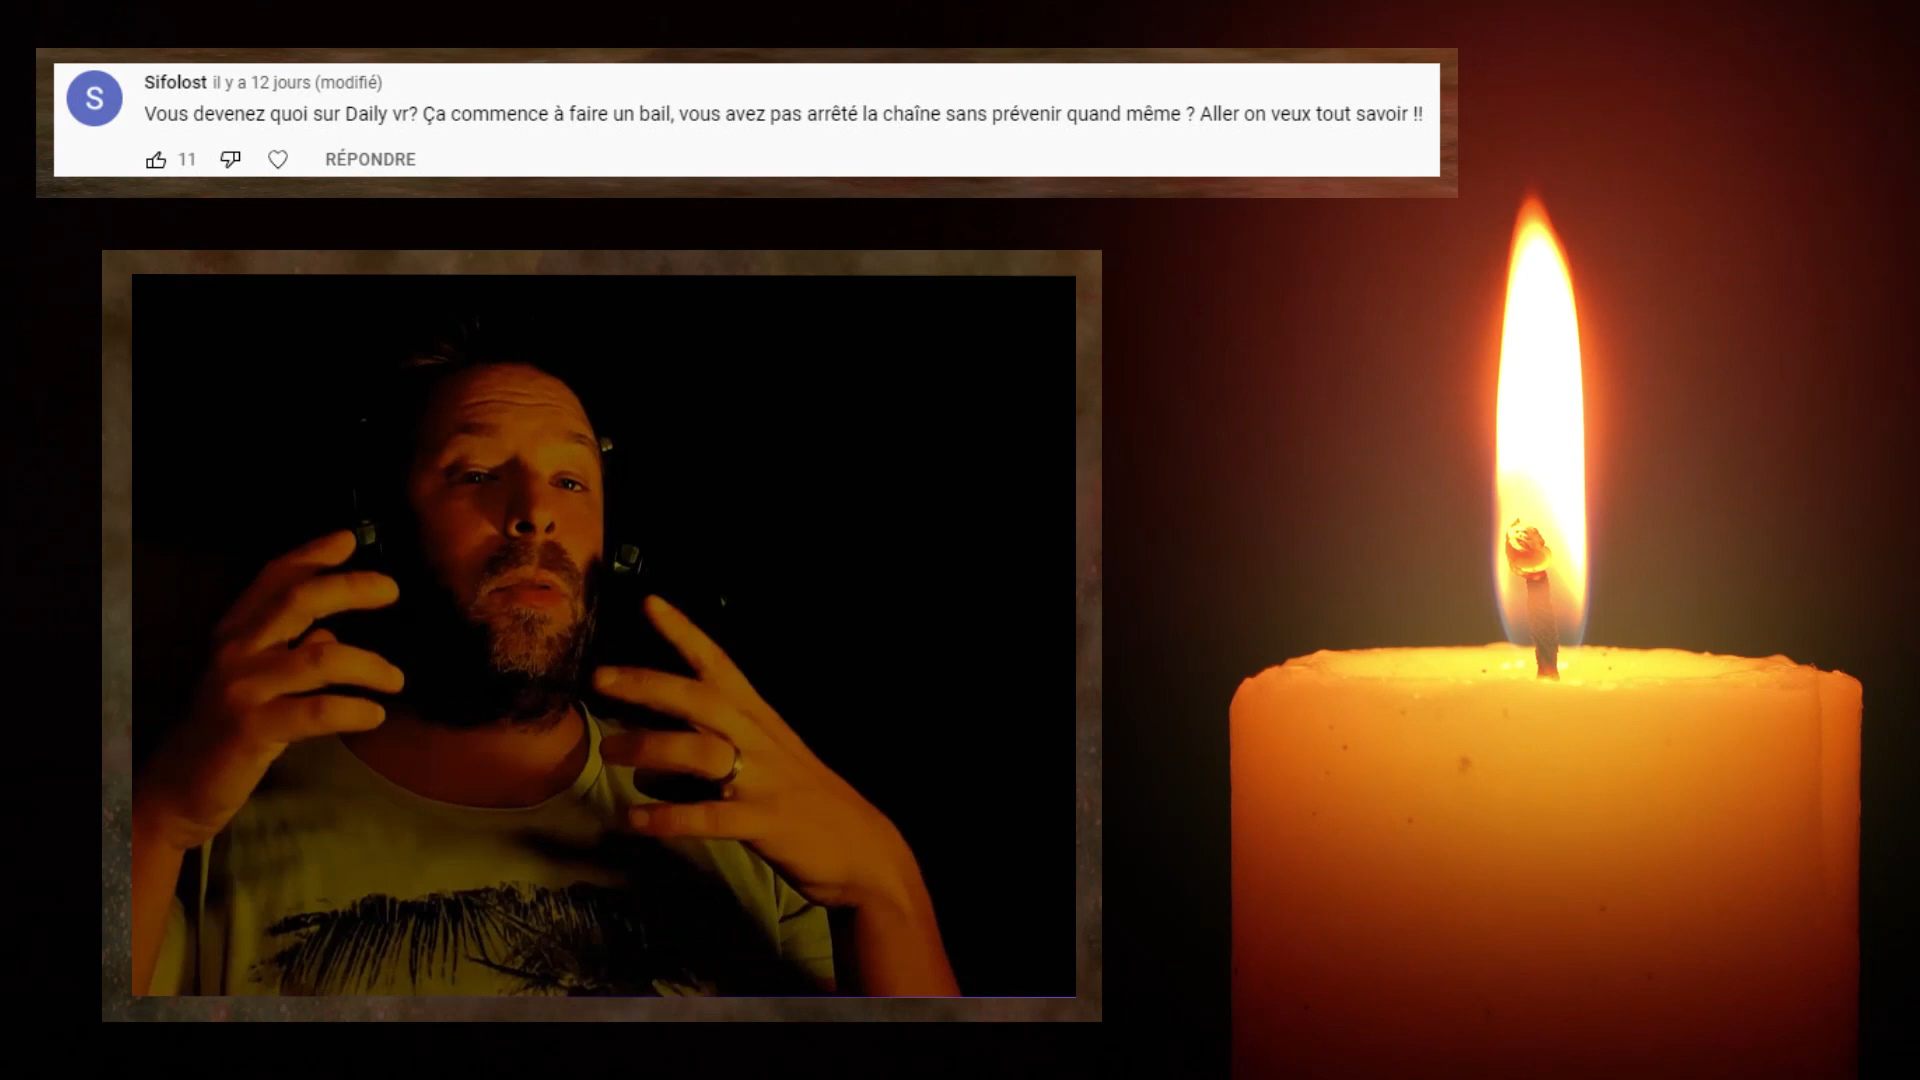 S
Sifolost il y a 12 jours (modifié)
Vous devenez quoi sur Daily vr? Ça commence à faire un bail, vous avez pas arrêté la chaîne sans prévenir quand même ? Aller on veux tout savoir !!
11 RÉPONDRE